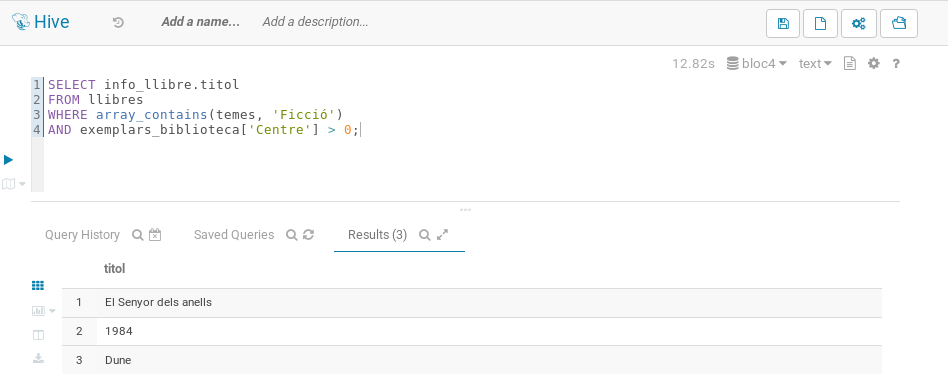 Hive
Add a name...
Add a description...
12.82s
bloc4
text
?
1 SELECT info_llibre.titol
2 FROM llibres
3 WHERE array_contains(temes, 'Ficció')
4 AND exemplars_biblioteca['Centre'] > 0;
Query History
Saved Queries
Results (3)
titol
1 El Senyor dels anells
2 1984
3 Dune